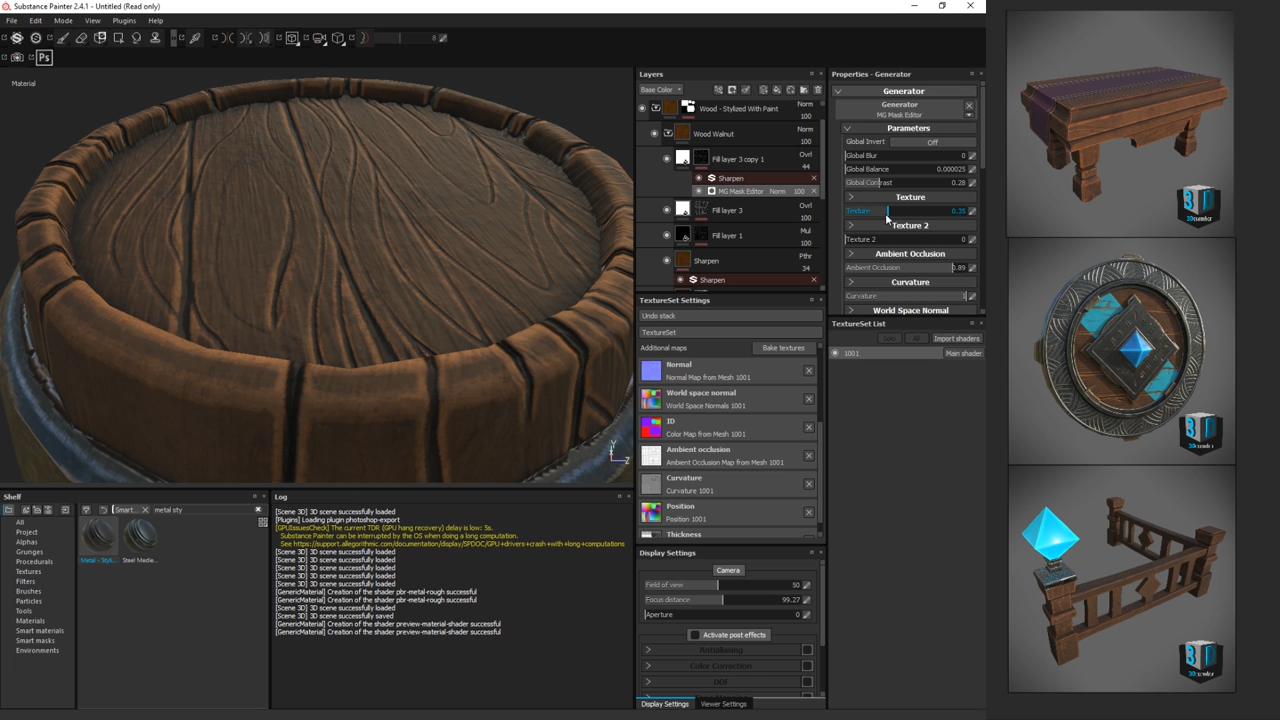 Substance Painter 2.4.1 - Untitled (Read only)
File Edit Mode View Plugins Help
8
Ps
Material
Layers
Base Color
Wood - Stylized With Paint Norm 100
Wood Walnut Norm 100
Fill layer 3 copy 1 Ovrl 44
Sharpen
MG Mask Editor Norm 100
Fill layer 3 Ovrl 100
Fill layer 1 Mul 100
Sharpen Pthr 34
Sharpen
TextureSet Settings
Undo stack
TextureSet
Additional maps Bake textures
Normal
Normal Map from Mesh 1001
World space normal
World Space Normals 1001
ID
Color Map from Mesh 1001
Ambient occlusion
Ambient Occlusion Map from Mesh 1001
Curvature
Curvature 1001
Position
Position 1001
Thickness
Display Settings
Camera
Field of view 50
Focus distance 99.27
Aperture 0
Activate post effects
Antialiasing
Color Correction
DOF
Display Settings Viewer Settings
Properties - Generator
Generator
Generator
MG Mask Editor
Parameters
Global Invert Off
Global Blur 0
Global Balance 0.000025
Global Contrast 0.28
Texture
Texture 0.35
Texture 2
Texture 2 0
Ambient Occlusion
Ambient Occlusion 0.89
Curvature
Curvature 1
World Space Normal
TextureSet List
Solo All Import shaders
1001 Main shader
Shelf
Smart... metal sty
All
Project
Alphas
Grunges
Procedurals
Textures
Filters
Brushes
Particles
Tools
Materials
Smart materials
Smart masks
Environments
Metal - Styli... Steel Medie...
Log
[Scene 3D] 3D scene successfully loaded
[Plugins] Loading plugin photoshop-export
[GPUIssuesCheck] The current TDR (GPU hang recovery) delay is low: 5s.
Substance Painter can be interrupted by the OS when doing a long computation.
See https://support.allegorithmic.com/documentation/display/SPDOC/GPU+drivers+crash+with+long+computations
[Scene 3D] 3D scene successfully loaded
[Scene 3D] 3D scene successfully loaded
[Scene 3D] 3D scene successfully loaded
[Scene 3D] 3D scene successfully loaded
[Scene 3D] 3D scene successfully loaded
[GenericMaterial] Creation of the shader pbr-metal-rough successful
[GenericMaterial] Creation of the shader pbr-metal-rough successful
[Scene 3D] 3D scene successfully loaded
[Scene 3D] 3D scene successfully saved
[GenericMaterial] Creation of the shader preview-material-shader successful
[GenericMaterial] Creation of the shader preview-material-shader successful